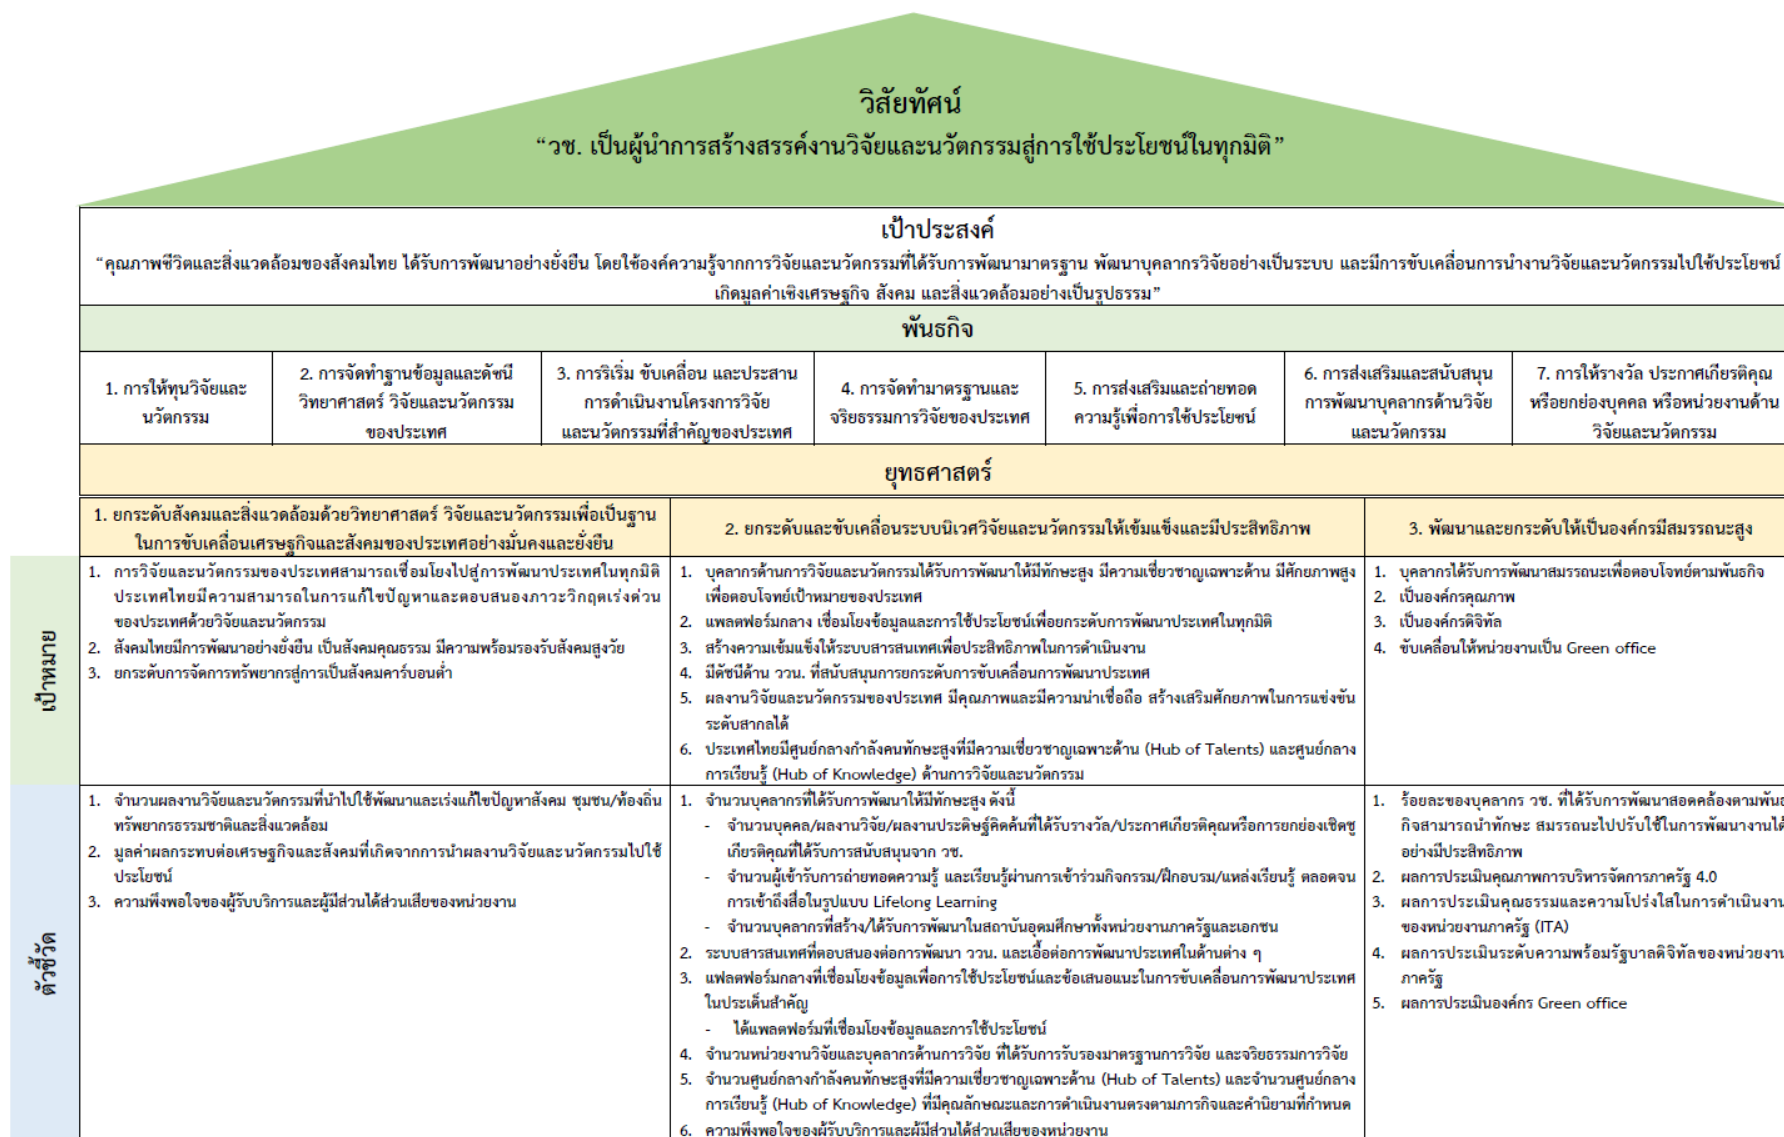 วิสัยทัศน์
“วช. เป็นผู้นำการสร้างสรรค์งานวิจัยและนวัตกรรมสู่การใช้ประโยชน์ในทุกมิติ”
เป้าประสงค์
“คุณภาพชีวิตและสิ่งแวดล้อมของสังคมไทย ได้รับการพัฒนาอย่างยั่งยืน โดยใช้องค์ความรู้จากการวิจัยและนวัตกรรมที่ได้รับการพัฒนามาตรฐาน พัฒนาบุคลากรวิจัยอย่างเป็นระบบ และมีการขับเคลื่อนการนำงานวิจัยและนวัตกรรมไปใช้ประโยชน์
เกิดมูลค่าเชิงเศรษฐกิจ สังคม และสิ่งแวดล้อมอย่างเป็นรูปธรรม”
พันธกิจ
1. การให้ทุนวิจัยและ
นวัตกรรม
2. การจัดทำฐานข้อมูลและดัชนี
วิทยาศาสตร์ วิจัยและนวัตกรรม
ของประเทศ
3. การริเริ่ม ขับเคลื่อน และประสาน
การดำเนินงานโครงการวิจัย
และนวัตกรรมที่สำคัญของประเทศ
4. การจัดทำมาตรฐานและ
จริยธรรมการวิจัยของประเทศ
5. การส่งเสริมและถ่ายทอด
ความรู้เพื่อการใช้ประโยชน์
6. การส่งเสริมและสนับสนุน
การพัฒนาบุคลากรด้านวิจัย
และนวัตกรรม
7. การให้รางวัล ประกาศเกียรติคุณ
หรือยกย่องบุคคล หรือหน่วยงานด้าน
วิจัยและนวัตกรรม
ยุทธศาสตร์
1. ยกระดับสังคมและสิ่งแวดล้อมด้วยวิทยาศาสตร์ วิจัยและนวัตกรรมเพื่อเป็นฐาน
ในการขับเคลื่อนเศรษฐกิจและสังคมของประเทศอย่างมั่นคงและยั่งยืน
2. ยกระดับและขับเคลื่อนระบบนิเวศวิจัยและนวัตกรรมให้เข้มแข็งและมีประสิทธิภาพ
3. พัฒนาและยกระดับให้เป็นองค์กรมีสมรรถนะสูง
เป้าหมาย
1. การวิจัยและนวัตกรรมของประเทศสามารถเชื่อมโยงไปสู่การพัฒนาประเทศในทุกมิติ
ประเทศไทยมีความสามารถในการแก้ไขปัญหาและตอบสนองภาวะวิกฤตเร่งด่วน
ของประเทศด้วยวิจัยและนวัตกรรม
2. สังคมไทยมีการพัฒนาอย่างยั่งยืน เป็นสังคมคุณธรรม มีความพร้อมรองรับสังคมสูงวัย
3. ยกระดับการจัดการทรัพยากรสู่การเป็นสังคมคาร์บอนต่ำ
1. บุคลากรด้านการวิจัยและนวัตกรรมได้รับการพัฒนาให้มีทักษะสูง มีความเชี่ยวชาญเฉพาะด้าน มีศักยภาพสูง
เพื่อตอบโจทย์เป้าหมายของประเทศ
2. แพลตฟอร์มกลาง เชื่อมโยงข้อมูลและการใช้ประโยชน์เพื่อยกระดับการพัฒนาประเทศในทุกมิติ
3. สร้างความเข้มแข็งให้ระบบสารสนเทศเพื่อประสิทธิภาพในการดำเนินงาน
4. มีดัชนีด้าน ววน. ที่สนับสนุนการยกระดับการขับเคลื่อนการพัฒนาประเทศ
5. ผลงานวิจัยและนวัตกรรมของประเทศ มีคุณภาพและมีความน่าเชื่อถือ สร้างเสริมศักยภาพในการแข่งขัน
ระดับสากลได้
6. ประเทศไทยมีศูนย์กลางกำลังคนทักษะสูงที่มีความเชี่ยวชาญเฉพาะด้าน (Hub of Talents) และศูนย์กลาง
การเรียนรู้ (Hub of Knowledge) ด้านการวิจัยและนวัตกรรม
1. บุคลากรได้รับการพัฒนาสมรรถนะเพื่อตอบโจทย์ตามพันธกิจ
2. เป็นองค์กรคุณภาพ
3. เป็นองค์กรดิจิทัล
4. ขับเคลื่อนให้หน่วยงานเป็น Green office
ตัวชี้วัด
1. จำนวนผลงานวิจัยและนวัตกรรมที่นำไปใช้พัฒนาและเร่งแก้ไขปัญหาสังคม ชุมชน/ท้องถิ่น
ทรัพยากรธรรมชาติและสิ่งแวดล้อม
2. มูลค่าผลกระทบต่อเศรษฐกิจและสังคมที่เกิดจากการนำผลงานวิจัยและนวัตกรรมไปใช้
ประโยชน์
3. ความพึงพอใจของผู้รับบริการและผู้มีส่วนได้ส่วนเสียของหน่วยงาน
1. จำนวนบุคลากรที่ได้รับการพัฒนาให้มีทักษะสูง ดังนี้
- จำนวนบุคคล/ผลงานวิจัย/ผลงานประดิษฐ์คิดค้นที่ได้รับรางวัล/ประกาศเกียรติคุณหรือการยกย่องเชิดชู
เกียรติคุณที่ได้รับการสนับสนุนจาก วช.
- จำนวนผู้เข้ารับการถ่ายทอดความรู้ และเรียนรู้ผ่านการเข้าร่วมกิจกรรม/ฝึกอบรม/แหล่งเรียนรู้ ตลอดจน
การเข้าถึงสื่อในรูปแบบ Lifelong Learning
- จำนวนบุคลากรที่สร้าง/ได้รับการพัฒนาในสถาบันอุดมศึกษาทั้งหน่วยงานภาครัฐและเอกชน
2. ระบบสารสนเทศที่ตอบสนองต่อการพัฒนา ววน. และเอื้อต่อการพัฒนาประเทศในด้านต่าง ๆ
3. แฟลตฟอร์มกลางที่เชื่อมโยงข้อมูลเพื่อการใช้ประโยชน์และข้อเสนอแนะในการขับเคลื่อนการพัฒนาประเทศ
ในประเด็นสำคัญ
- ได้แพลตฟอร์มที่เชื่อมโยงข้อมูลและการใช้ประโยชน์
4. จำนวนหน่วยงานวิจัยและบุคลากรด้านการวิจัย ที่ได้รับการรับรองมาตรฐานการวิจัย และจริยธรรมการวิจัย
5. จำนวนศูนย์กลางกำลังคนทักษะสูงที่มีความเชี่ยวชาญเฉพาะด้าน (Hub of Talents) และจำนวนศูนย์กลาง
การเรียนรู้ (Hub of Knowledge) ที่มีคุณลักษณะและการดำเนินงานตรงตามภารกิจและคำนิยามที่กำหนด
6. ความพึงพอใจของผู้รับบริการและผู้มีส่วนได้ส่วนเสียของหน่วยงาน
1. ร้อยละของบุคลากร วช. ที่ได้รับการพัฒนาสอดคล้องตามพันธ
กิจสามารถนำทักษะ สมรรถนะไปปรับใช้ในการพัฒนางานได้
อย่างมีประสิทธิภาพ
2. ผลการประเมินคุณภาพการบริหารจัดการภาครัฐ 4.0
3. ผลการประเมินคุณธรรมและความโปร่งใสในการดำเนินงาน
ของหน่วยงานภาครัฐ (ITA)
4. ผลการประเมินระดับความพร้อมรัฐบาลดิจิทัลของหน่วยงาน
ภาครัฐ
5. ผลการประเมินองค์กร Green office